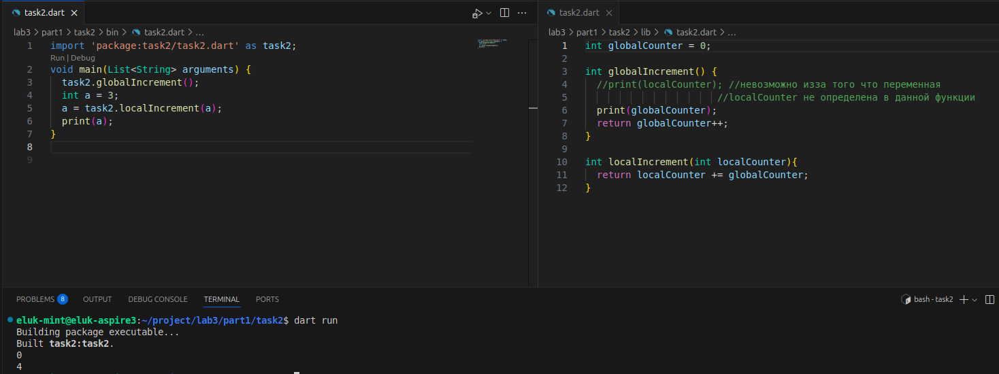 task2.dart
lab3 > part1 > task2 > bin > task2.dart > ...
1 import 'package:task2/task2.dart' as task2;
Run | Debug
2 void main(List<String> arguments) {
3 task2.globalIncrement();
4 int a = 3;
5 a = task2.localIncrement(a);
6 print(a);
7 }
8
9
task2.dart
lab3 > part1 > task2 > lib > task2.dart > ...
1 int globalCounter = 0;
2
3 int globalIncrement() {
4 //print(localCounter); //невозможно изза того что переменная
5 //localCounter не определена в данной функции
6 print(globalCounter);
7 return globalCounter++;
8 }
9
10 int localIncrement(int localCounter){
11 return localCounter += globalCounter;
12 }
PROBLEMS 8 OUTPUT DEBUG CONSOLE TERMINAL PORTS bash - task2
eluk-mint@eluk-aspire3:~/project/lab3/part1/task2$ dart run
Building package executable...
Built task2:task2.
0
4